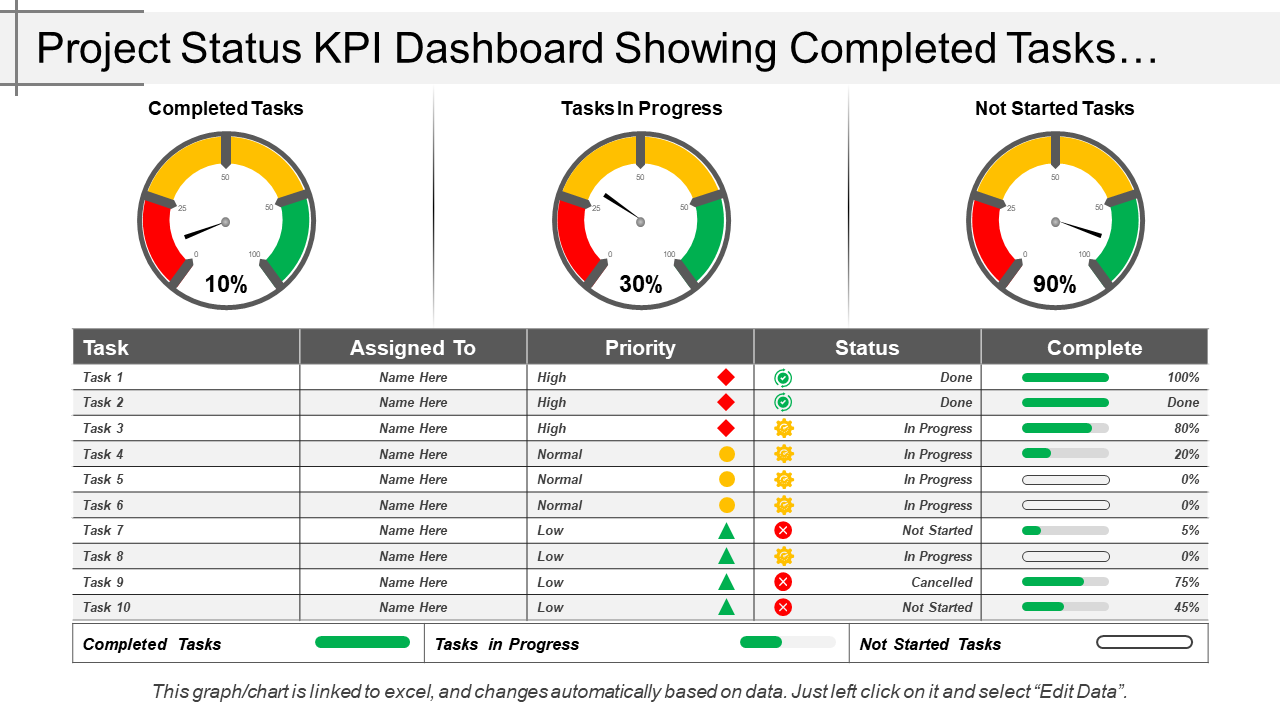 Project Status KPI Dashboard Showing Completed Tasks…
Completed Tasks
50
25
50
0
100
10%
Tasks In Progress
50
25
50
0
100
30%
Not Started Tasks
50
25
50
0
100
90%
Task Assigned To Priority Status Complete
Task 1 Name Here High Done 100%
Task 2 Name Here High Done Done
Task 3 Name Here High In Progress 80%
Task 4 Name Here Normal In Progress 20%
Task 5 Name Here Normal In Progress 0%
Task 6 Name Here Normal In Progress 0%
Task 7 Name Here Low Not Started 5%
Task 8 Name Here Low In Progress 0%
Task 9 Name Here Low Cancelled 75%
Task 10 Name Here Low Not Started 45%
Completed Tasks Tasks in Progress Not Started Tasks
This graph/chart is linked to excel, and changes automatically based on data. Just left click on it and select “Edit Data”.